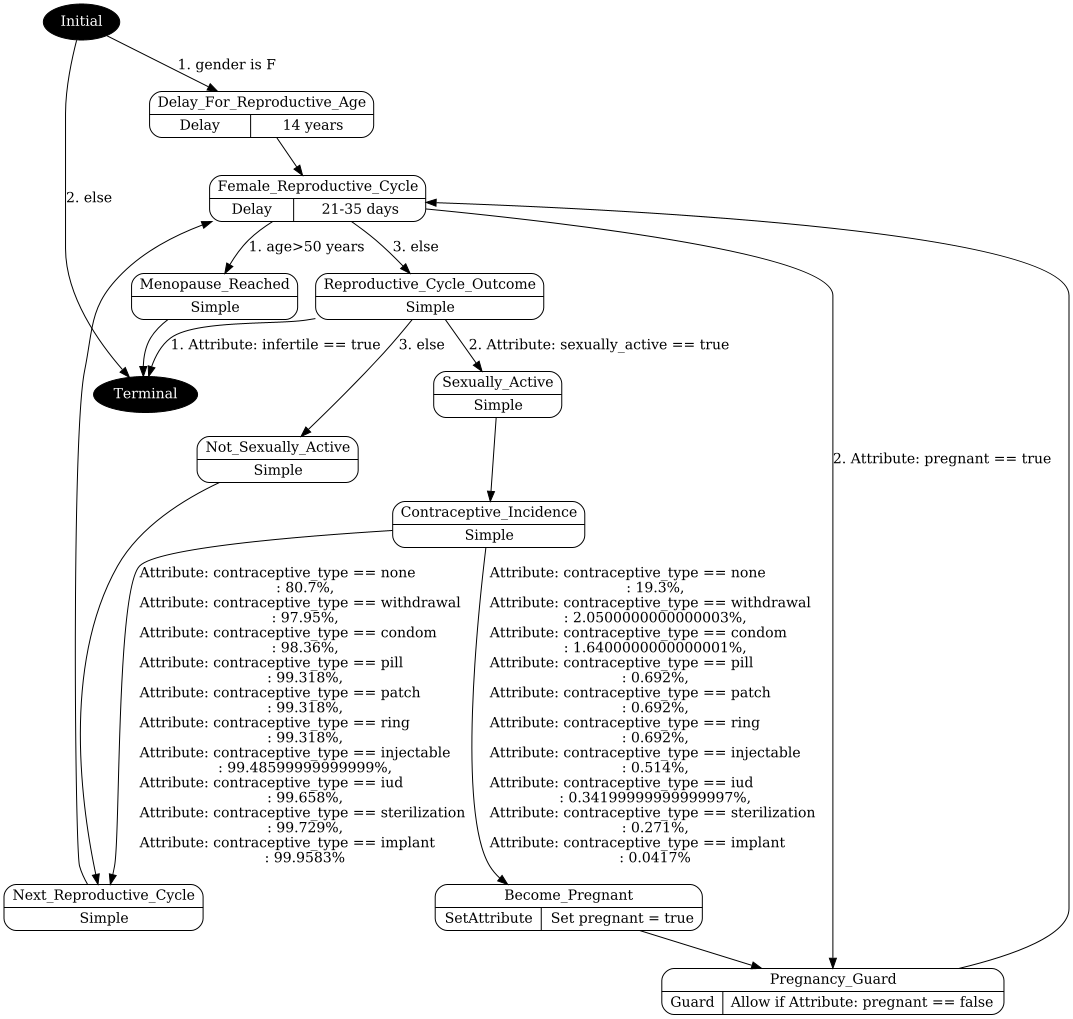 Initial
1. gender is F
Delay_For_Reproductive_Age
Delay 14 years
2. else
Female_Reproductive_Cycle
Delay 21-35 days
1. age>50 years
3. else
Menopause_Reached
Simple
Reproductive_Cycle_Outcome
Simple
1. Attribute: infertile == true
3. else
2. Attribute: sexually_active == true
Terminal
Sexually_Active
Simple
Not_Sexually_Active
Simple
2. Attribute: pregnant == true
Contraceptive_Incidence
Simple
Attribute: contraceptive_type == none
: 80.7%,
Attribute: contraceptive_type == withdrawal
: 97.95%,
Attribute: contraceptive_type == condom
: 98.36%,
Attribute: contraceptive_type == pill
: 99.318%,
Attribute: contraceptive_type == patch
: 99.318%,
Attribute: contraceptive_type == ring
: 99.318%,
Attribute: contraceptive_type == injectable
: 99.48599999999999%,
Attribute: contraceptive_type == iud
: 99.658%,
Attribute: contraceptive_type == sterilization
: 99.729%,
Attribute: contraceptive_type == implant
: 99.9583%
Attribute: contraceptive_type == none
: 19.3%,
Attribute: contraceptive_type == withdrawal
: 2.0500000000000003%,
Attribute: contraceptive_type == condom
: 1.6400000000000001%,
Attribute: contraceptive_type == pill
: 0.692%,
Attribute: contraceptive_type == patch
: 0.692%,
Attribute: contraceptive_type == ring
: 0.692%,
Attribute: contraceptive_type == injectable
: 0.514%,
Attribute: contraceptive_type == iud
: 0.34199999999999997%,
Attribute: contraceptive_type == sterilization
: 0.271%,
Attribute: contraceptive_type == implant
: 0.0417%
Next_Reproductive_Cycle
Simple
Become_Pregnant
SetAttribute Set pregnant = true
Pregnancy_Guard
Guard Allow if Attribute: pregnant == false